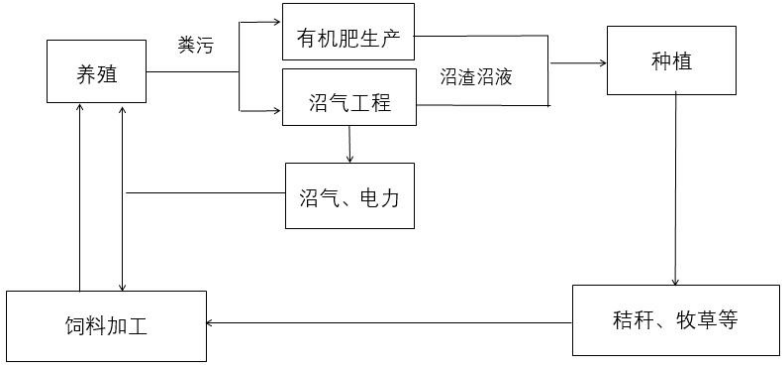 有机肥生产
粪污
养殖
种植
沼渣沼液
沼气工程
沼气、电力
饲料加工
秸秆、牧草等